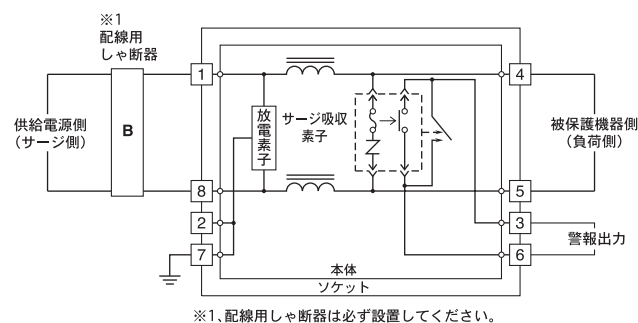 ※1
配線用
しゃ断器
供給電源側
(サージ側)
B
1
8
2
7
放電素子
サージ吸収
素子
4
5
3
6
被保護機器側
(負荷側)
警報出力
本体
ソケット
※1、配線用しゃ断器は必ず設置してください。